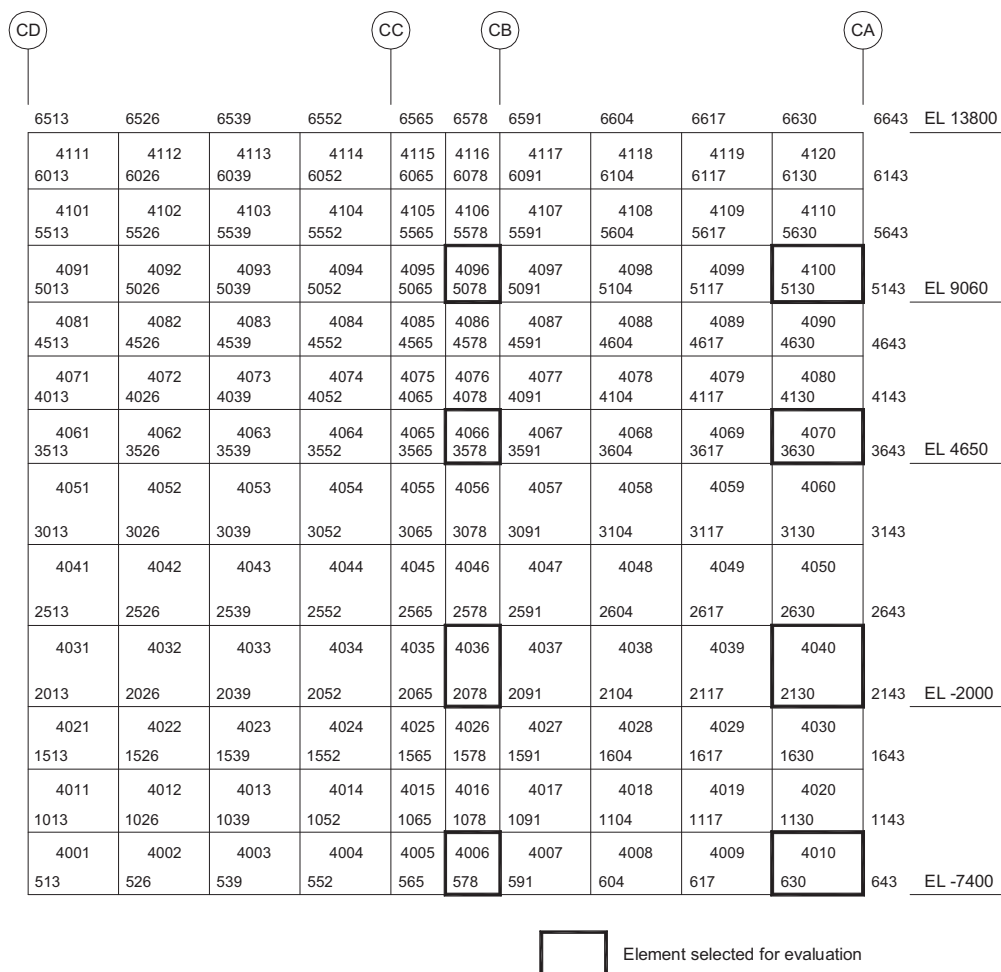 CD CC CB CA
6513 6526 6539 6552 6565 6578 6591 6604 6617 6630 6643 EL 13800
4111 4112 4113 4114 4115 4116 4117 4118 4119 4120
6013 6026 6039 6052 6065 6078 6091 6104 6117 6130 6143
4101 4102 4103 4104 4105 4106 4107 4108 4109 4110
5513 5526 5539 5552 5565 5578 5591 5604 5617 5630 5643
4091 4092 4093 4094 4095 4096 4097 4098 4099 4100
5013 5026 5039 5052 5065 5078 5091 5104 5117 5130 5143 EL 9060
4081 4082 4083 4084 4085 4086 4087 4088 4089 4090
4513 4526 4539 4552 4565 4578 4591 4604 4617 4630 4643
4071 4072 4073 4074 4075 4076 4077 4078 4079 4080
4013 4026 4039 4052 4065 4078 4091 4104 4117 4130 4143
4061 4062 4063 4064 4065 4066 4067 4068 4069 4070
3513 3526 3539 3552 3565 3578 3591 3604 3617 3630 3643 EL 4650
4051 4052 4053 4054 4055 4056 4057 4058 4059 4060
3013 3026 3039 3052 3065 3078 3091 3104 3117 3130 3143
4041 4042 4043 4044 4045 4046 4047 4048 4049 4050
2513 2526 2539 2552 2565 2578 2591 2604 2617 2630 2643
4031 4032 4033 4034 4035 4036 4037 4038 4039 4040
2013 2026 2039 2052 2065 2078 2091 2104 2117 2130 2143 EL -2000
4021 4022 4023 4024 4025 4026 4027 4028 4029 4030
1513 1526 1539 1552 1565 1578 1591 1604 1617 1630 1643
4011 4012 4013 4014 4015 4016 4017 4018 4019 4020
1013 1026 1039 1052 1065 1078 1091 1104 1117 1130 1143
4001 4002 4003 4004 4005 4006 4007 4008 4009 4010
513 526 539 552 565 578 591 604 617 630 643 EL -7400
Element selected for evaluation